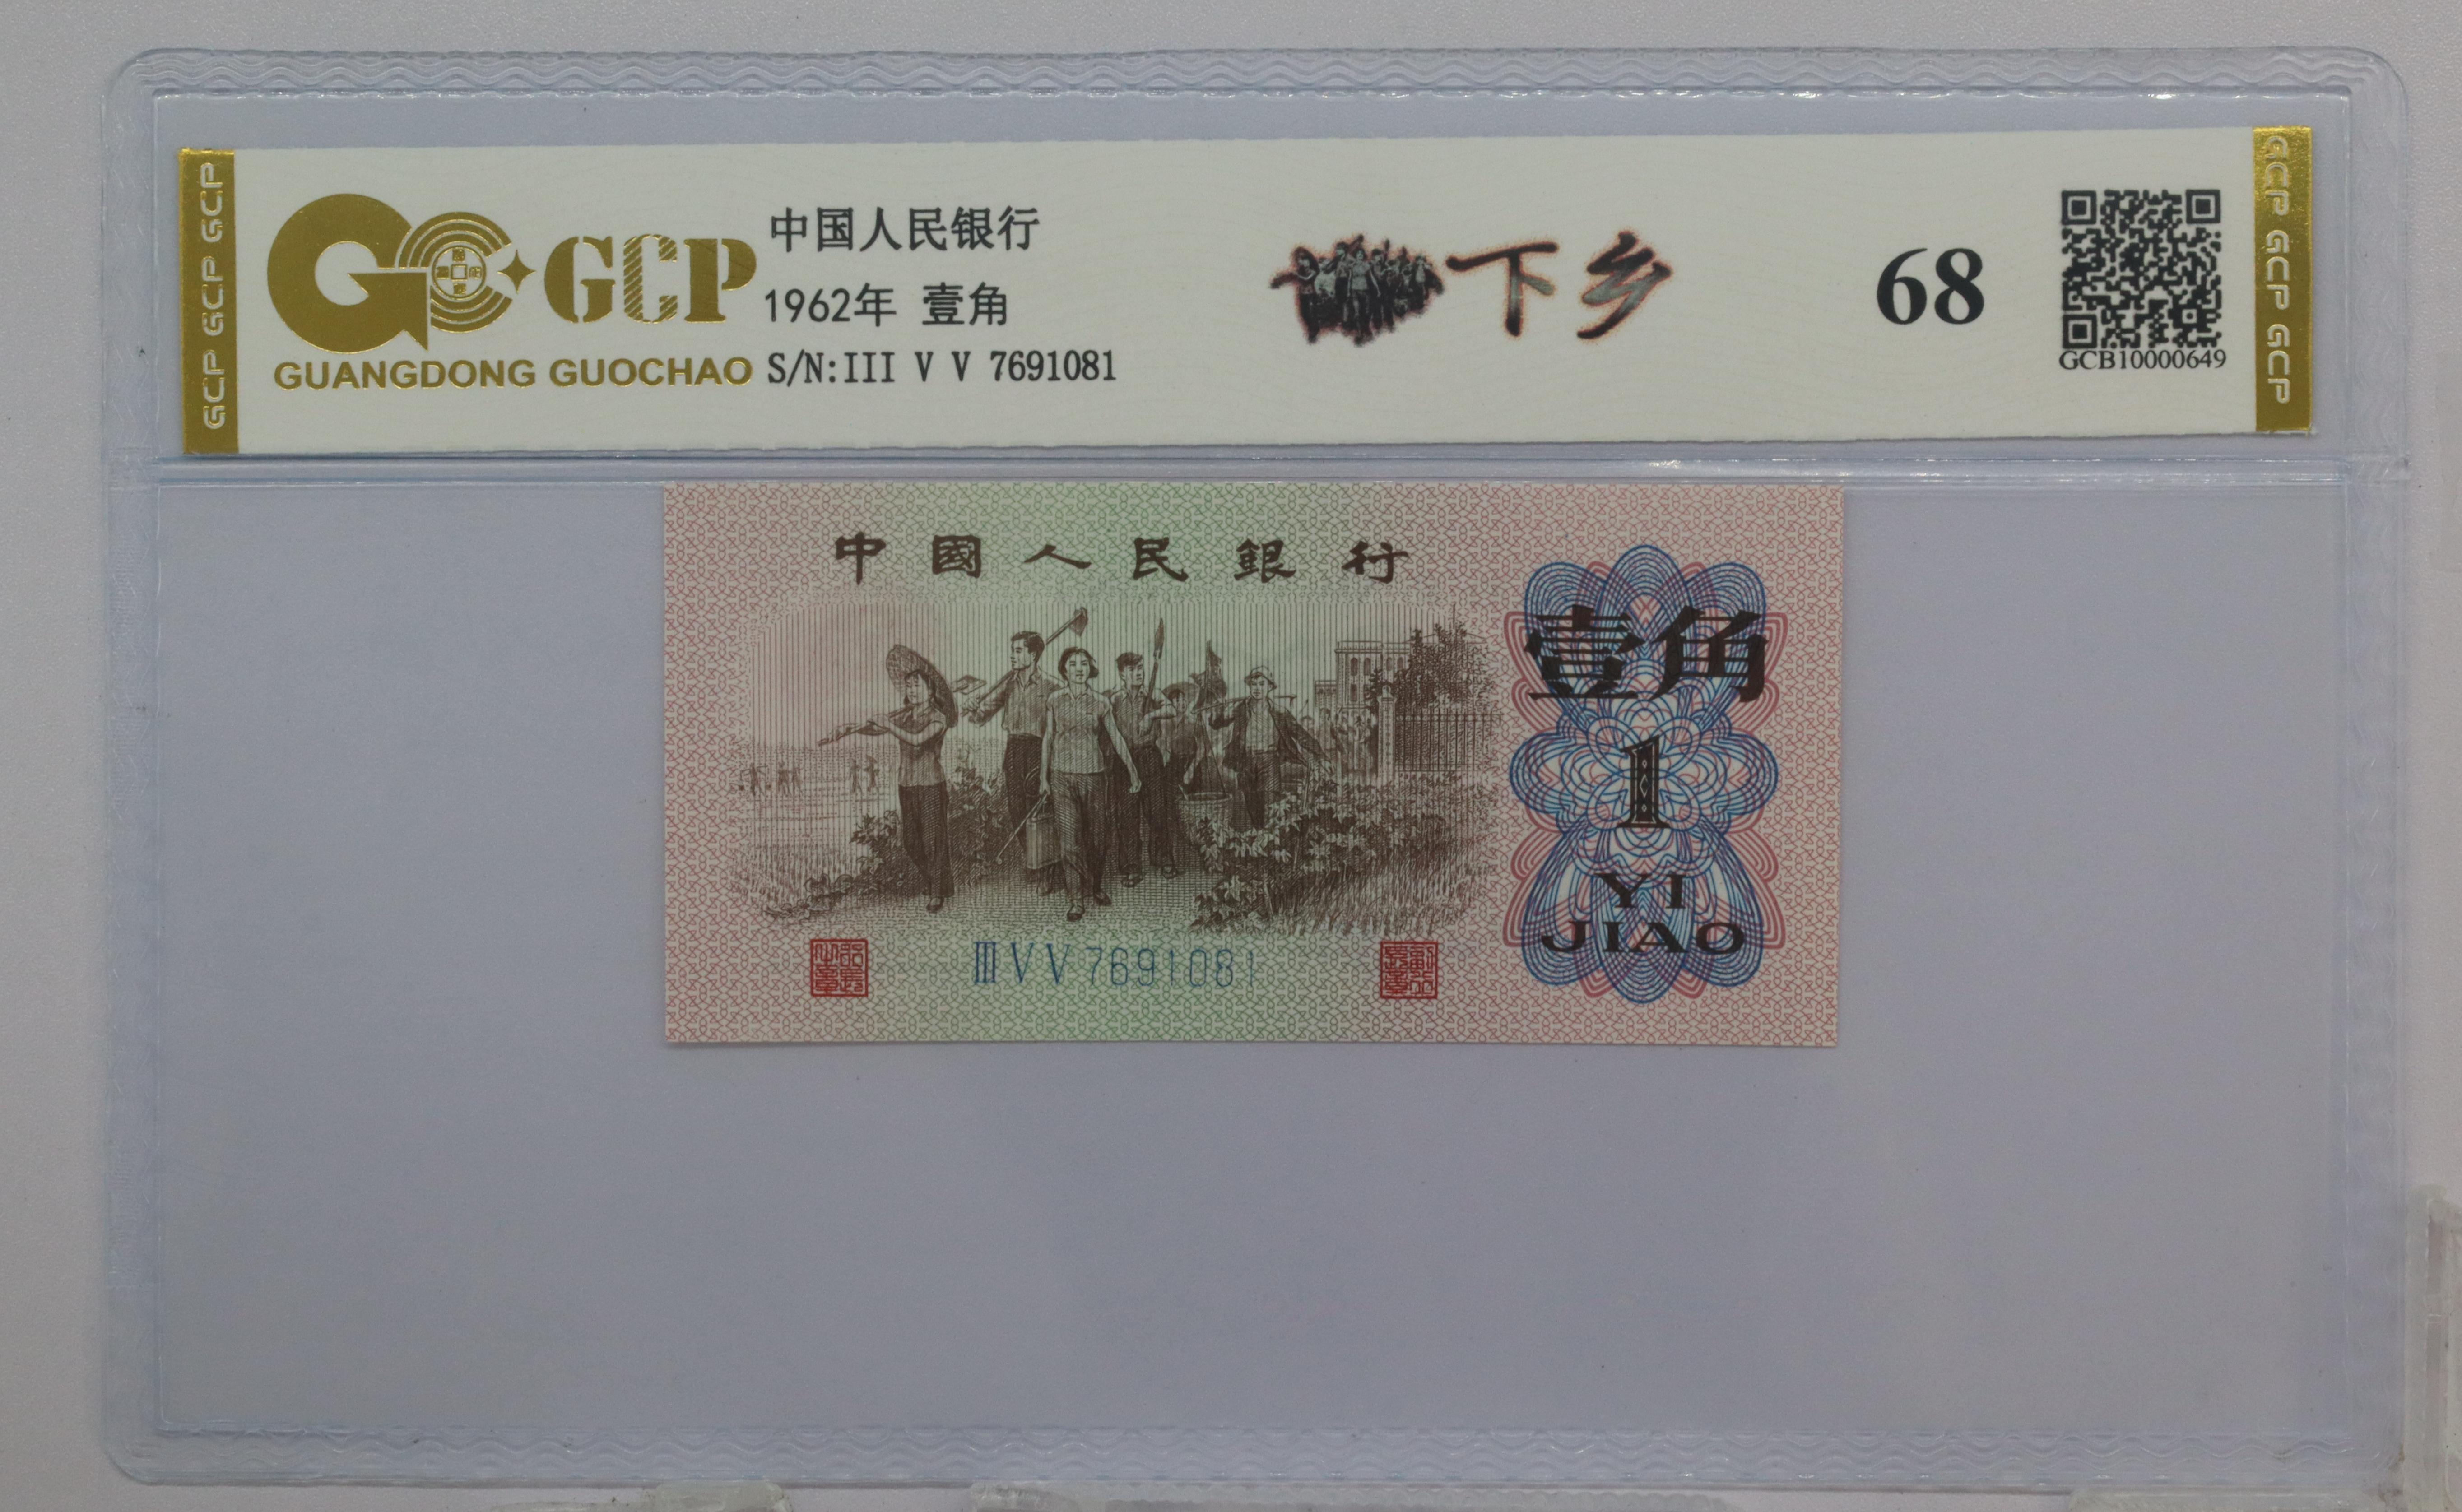 GCP GCP GCP
GCP
GUANGDONG GUOCHAO
中国人民银行
1962年 壹角
S/N:III V V 7691081
下乡
68
GCB10000649
GCP GCP GCP
中國人民銀行
壹角
1
YI
JIAO
III V V 7691081